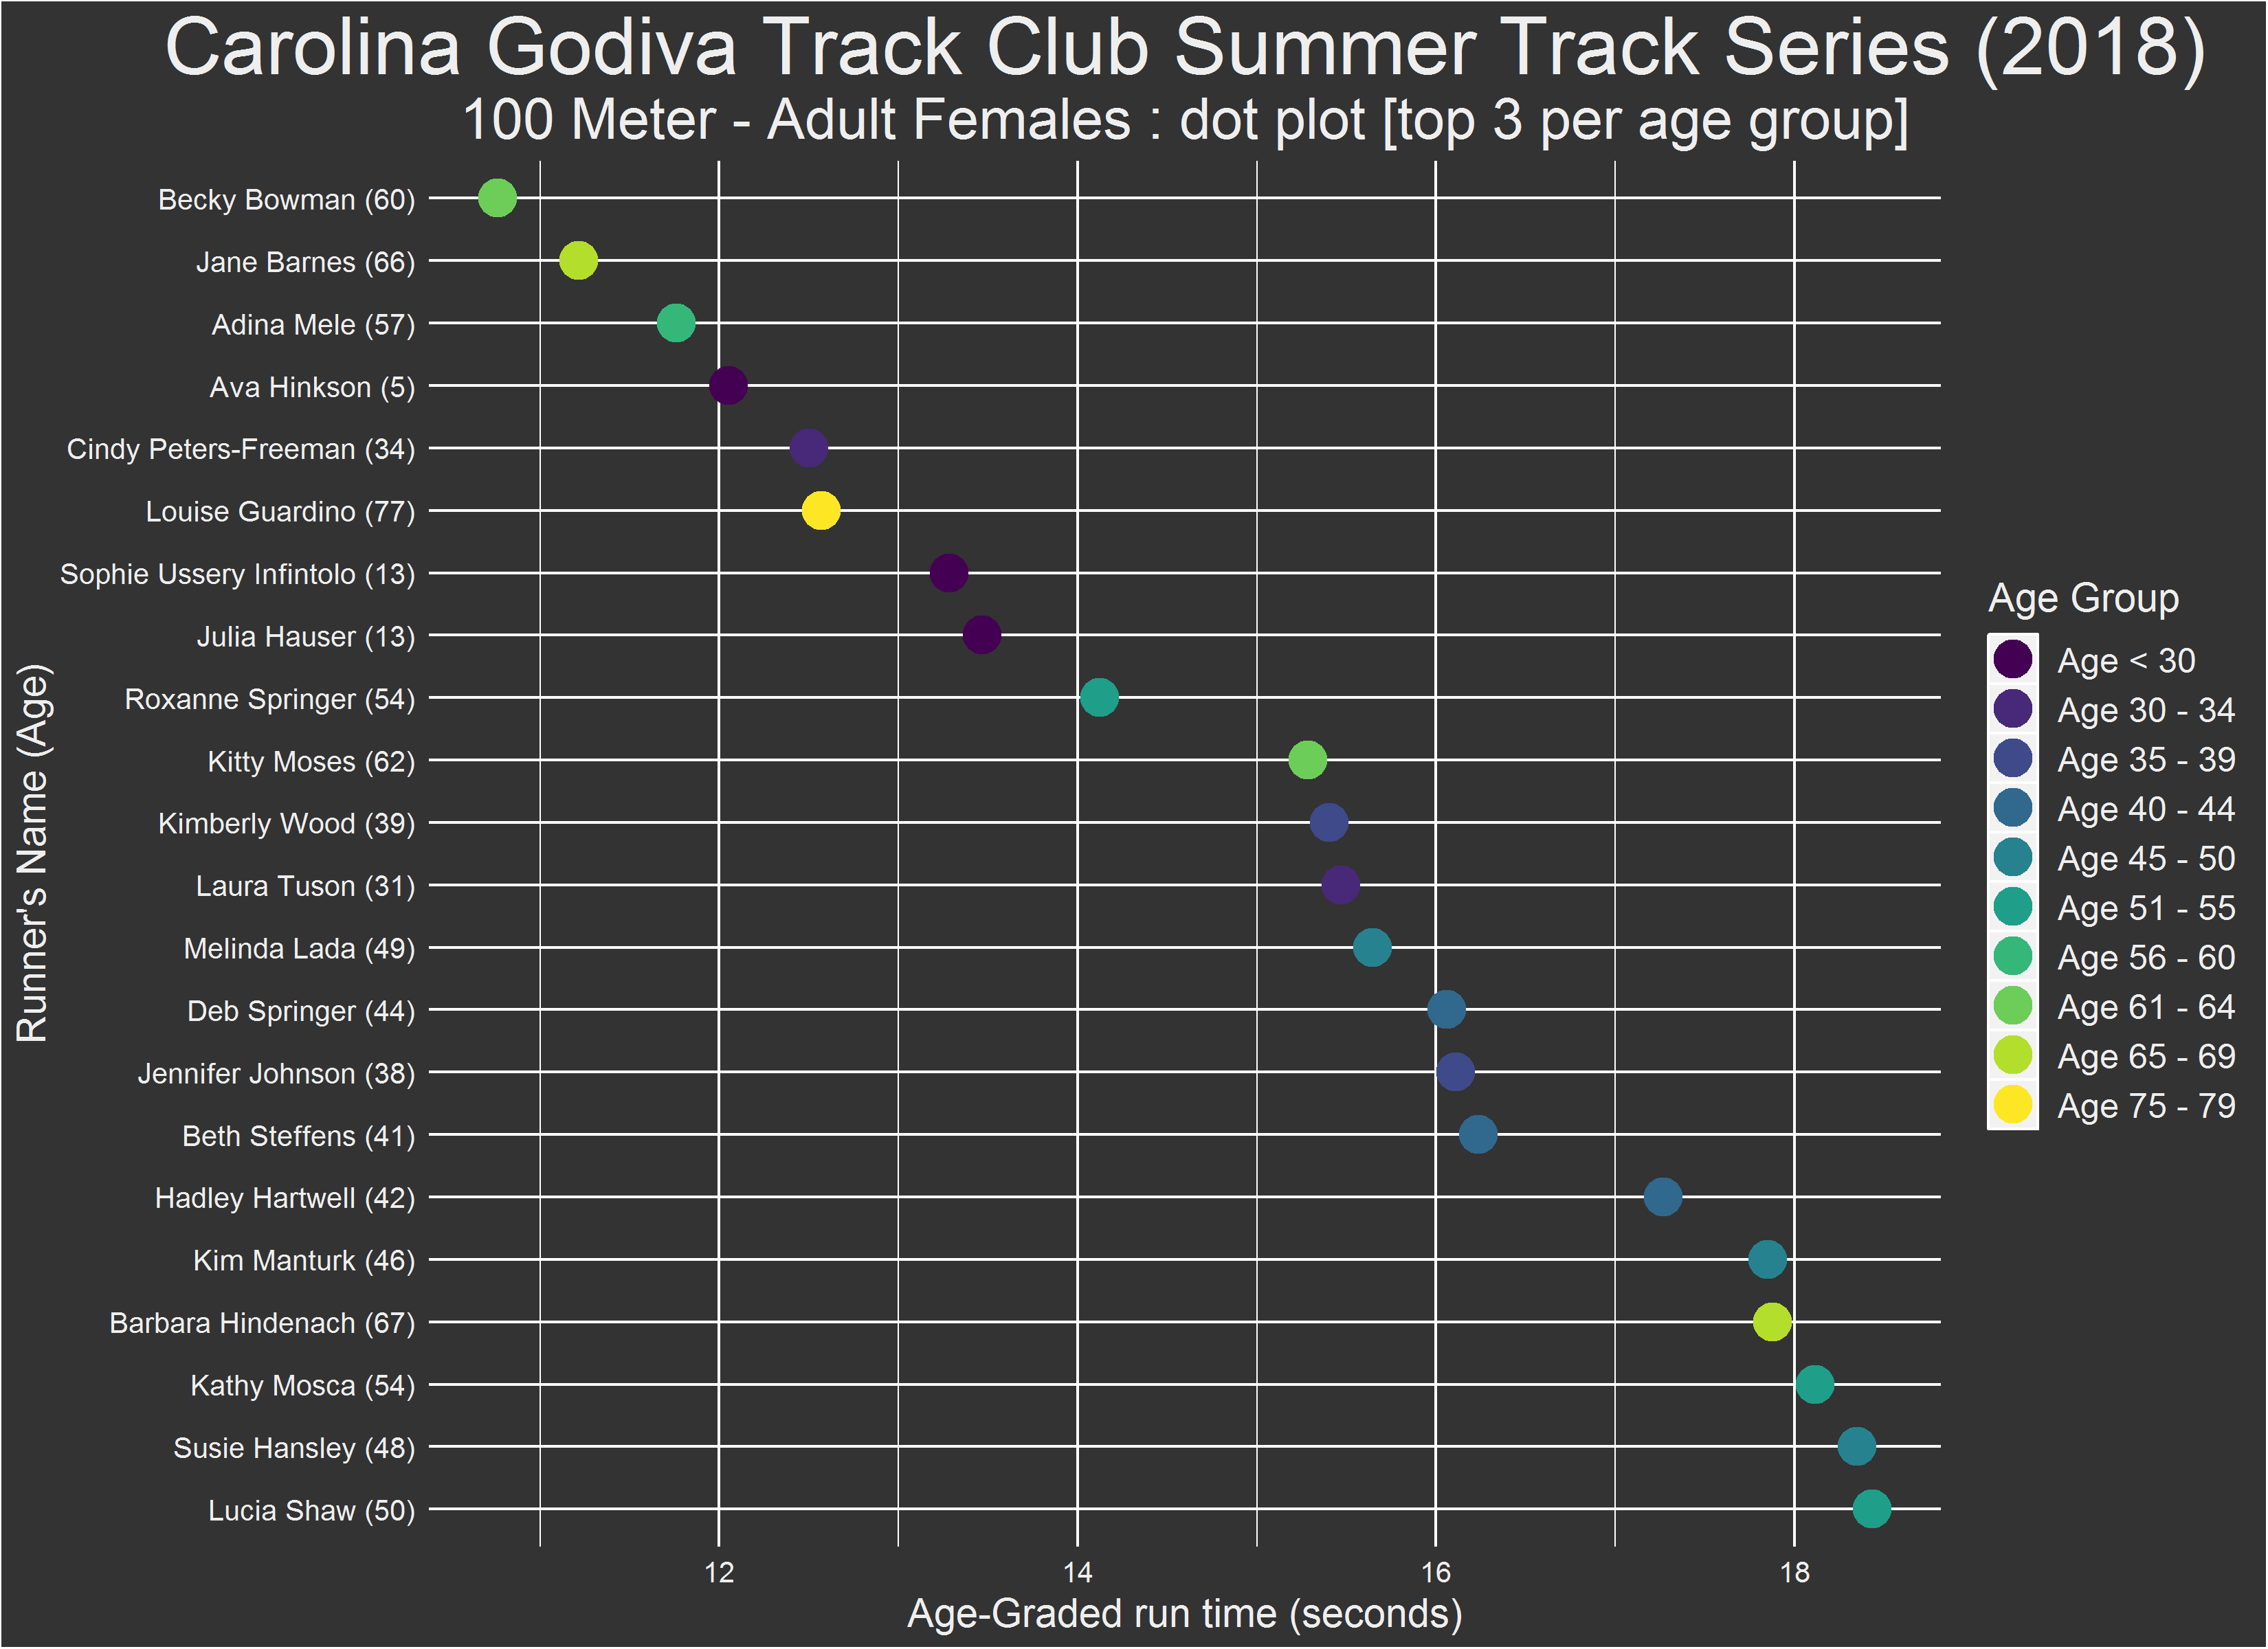 Carolina Godiva Track Club Summer Track Series (2018)
100 Meter - Adult Females : dot plot [top 3 per age group]
Runner's Name (Age)
Becky Bowman (60)
Jane Barnes (66)
Adina Mele (57)
Ava Hinkson (5)
Cindy Peters-Freeman (34)
Louise Guardino (77)
Sophie Ussery Infintolo (13)
Julia Hauser (13)
Roxanne Springer (54)
Kitty Moses (62)
Kimberly Wood (39)
Laura Tuson (31)
Melinda Lada (49)
Deb Springer (44)
Jennifer Johnson (38)
Beth Steffens (41)
Hadley Hartwell (42)
Kim Manturk (46)
Barbara Hindenach (67)
Kathy Mosca (54)
Susie Hansley (48)
Lucia Shaw (50)
12 14 16 18
Age-Graded run time (seconds)
Age Group
Age < 30
Age 30 - 34
Age 35 - 39
Age 40 - 44
Age 45 - 50
Age 51 - 55
Age 56 - 60
Age 61 - 64
Age 65 - 69
Age 75 - 79